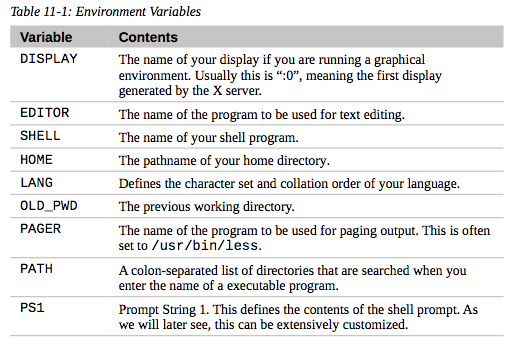 Table 11-1: Environment Variables
Variable Contents
DISPLAY The name of your display if you are running a graphical
environment. Usually this is “:0”, meaning the first display
generated by the X server.
EDITOR The name of the program to be used for text editing.
SHELL The name of your shell program.
HOME The pathname of your home directory.
LANG Defines the character set and collation order of your language.
OLD_PWD The previous working directory.
PAGER The name of the program to be used for paging output. This is often
set to /usr/bin/less.
PATH A colon-separated list of directories that are searched when you
enter the name of a executable program.
PS1 Prompt String 1. This defines the contents of the shell prompt. As
we will later see, this can be extensively customized.